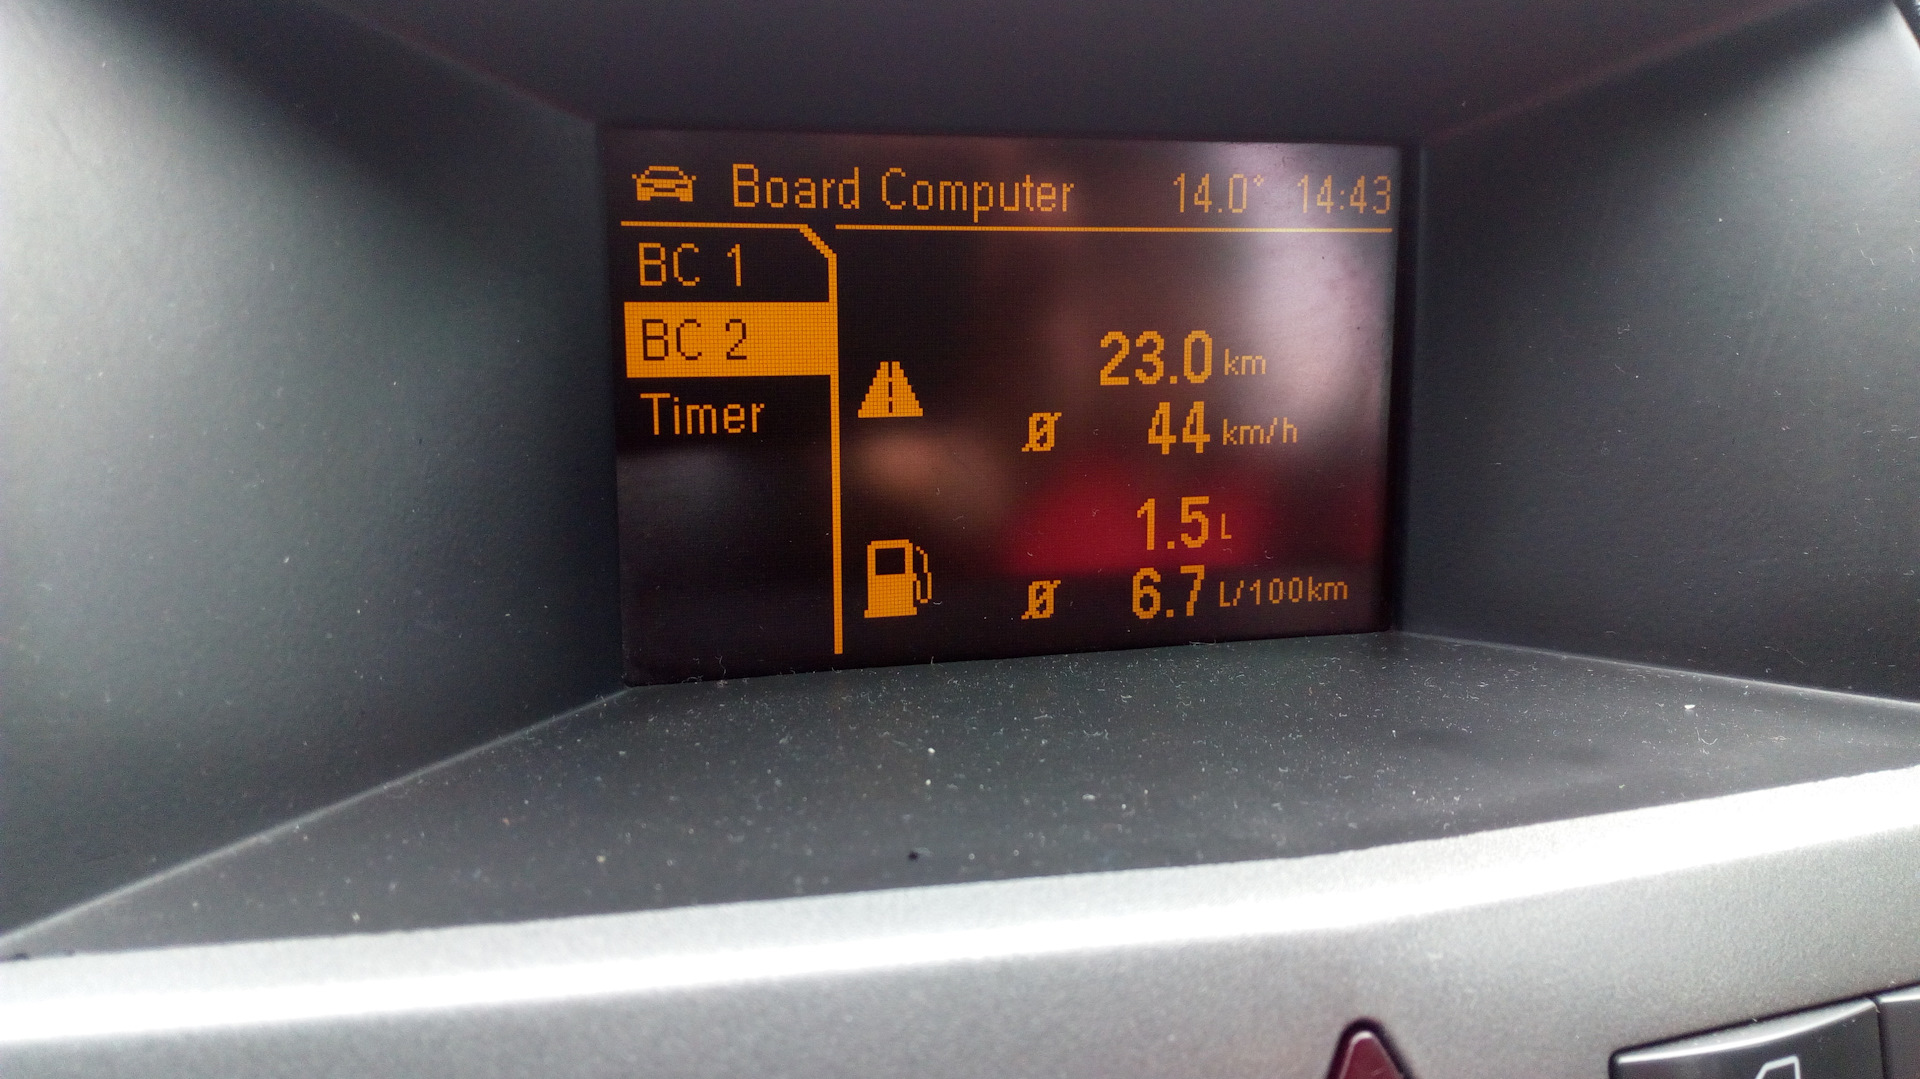 Board Computer 14.0° 14:43
BC 1
BC 2
Timer
23.0 km
Ø 44 km/h
1.5 L
Ø 6.7 L/100km